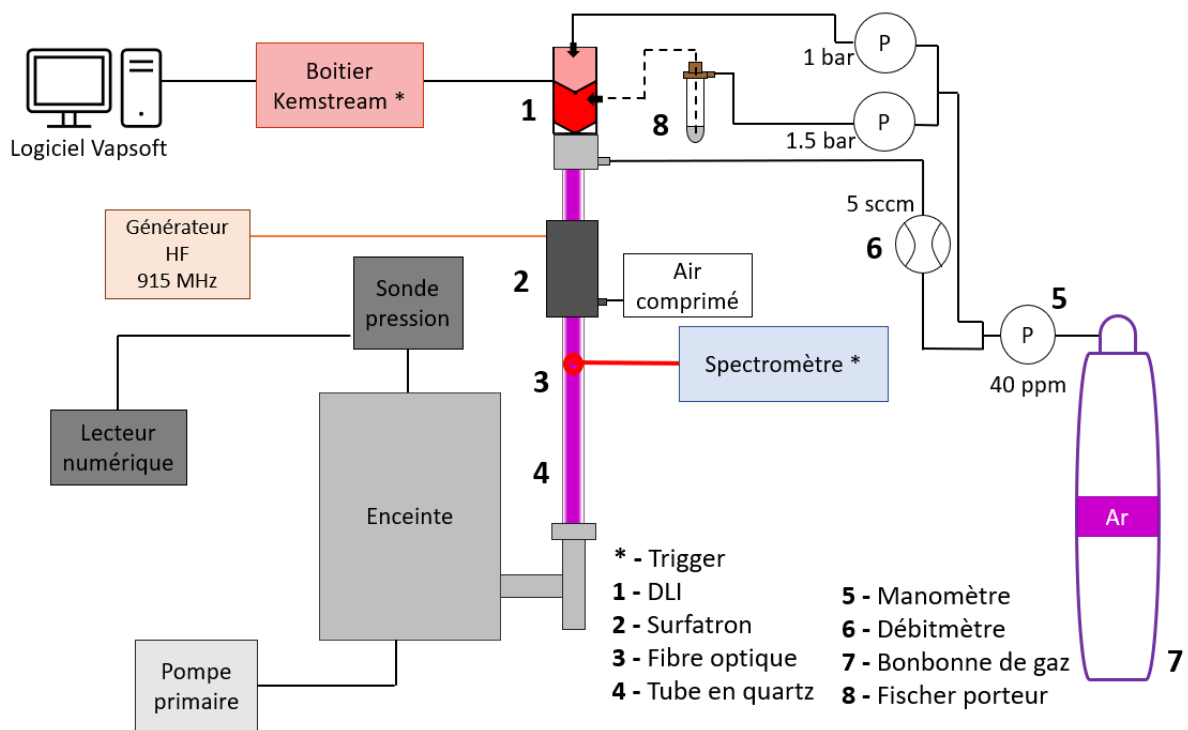 Logiciel Vapsoft
Boitier
Kemstream *
1
8
1 bar
P
1.5 bar
P
Générateur
HF
915 MHz
2
Air
comprimé
5 sccm
6
Sonde
pression
3
Spectromètre *
5
P
40 ppm
Lecteur
numérique
Enceinte
4
Ar
7
Pompe
primaire
* - Trigger
1 - DLI
2 - Surfatron
3 - Fibre optique
4 - Tube en quartz
5 - Manomètre
6 - Débitmètre
7 - Bonbonne de gaz
8 - Fischer porteur